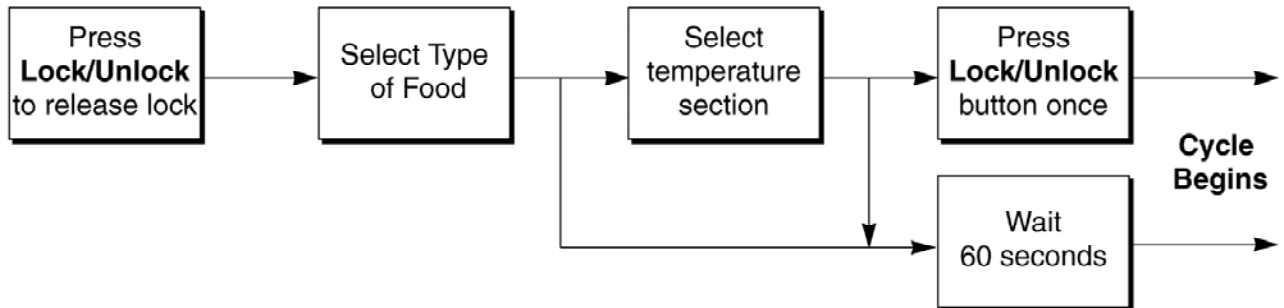 Press
Lock/Unlock
to release lock
Select Type
of Food
Select
temperature
section
Press
Lock/Unlock
button once
Cycle
Begins
Wait
60 seconds